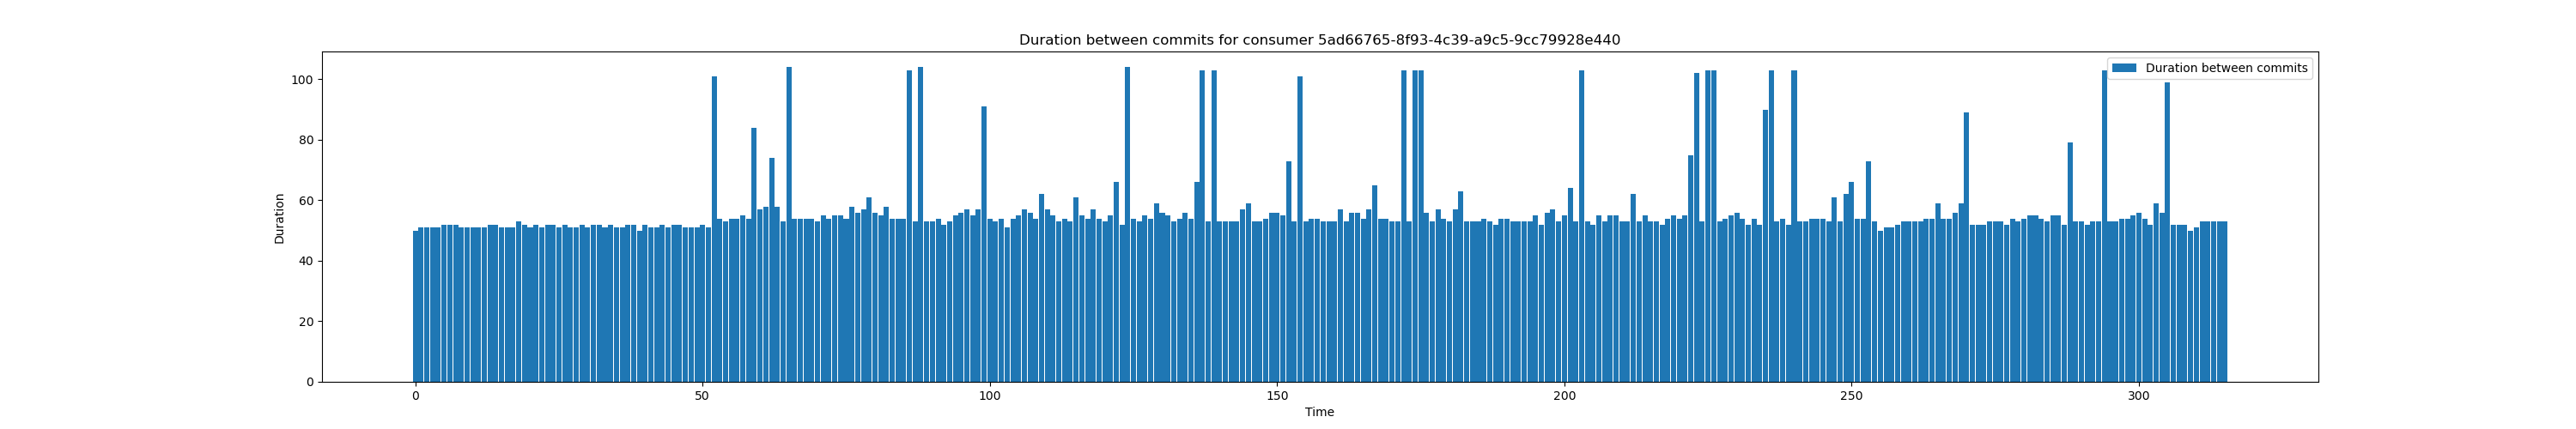 Duration between commits for consumer 5ad66765-8f93-4c39-a9c5-9cc79928e440
Duration between commits
100
80
60
40
20
0
Duration
0 50 100 150 200 250 300
Time